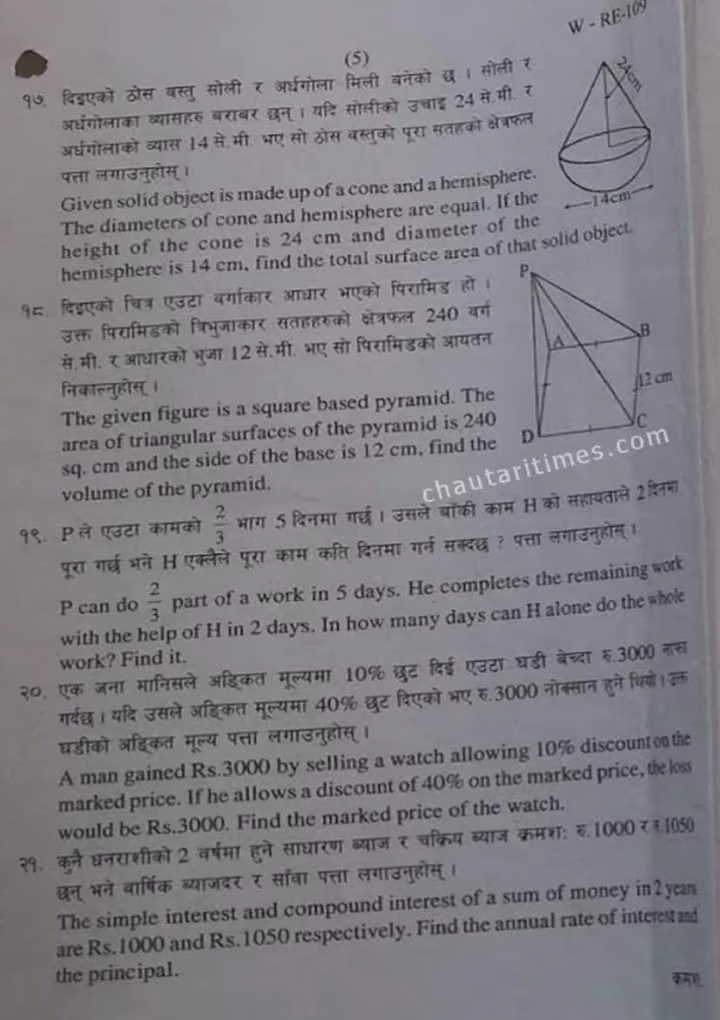 W - RE-109
(5)
१७. दिइएको ठोस वस्तु सोली र अर्धगोला मिली बनेको छ । सोली र
अर्धगोलाका व्यासहरु बराबर छन् । यदि सोलीको उचाइ 24 से.मी. र
अर्धगोलाको व्यास 14 से.मी. भए सो ठोस वस्तुको पूरा सतहको क्षेत्रफल
पत्ता लगाउनुहोस् ।
Given solid object is made up of a cone and a hemisphere.
The diameters of cone and hemisphere are equal. If the
height of the cone is 24 cm and diameter of the
hemisphere is 14 cm, find the total surface area of that solid object.
24cm
14cm
१८. दिइएको चित्र एउटा वर्गाकार आधार भएको पिरामिड हो ।
उक्त पिरामिडको त्रिभुजाकार सतहहरुको क्षेत्रफल 240 वर्ग
से.मी. र आधारको भुजा 12 से.मी. भए सो पिरामिडको आयतन
निकाल्नुहोस् ।
The given figure is a square based pyramid. The
area of triangular surfaces of the pyramid is 240
sq. cm and the side of the base is 12 cm, find the
volume of the pyramid.
P
A
B
12 cm
D
C
chautaritimes.com
१९. P ले एउटा कामको 2/3 भाग 5 दिनमा गर्छ । उसले बाँकी काम H को सहायताले 2 दिनमा
पूरा गर्छ भने H एक्लैले पूरा काम कति दिनमा गर्न सक्दछ ? पत्ता लगाउनुहोस् ।
P can do 2/3 part of a work in 5 days. He completes the remaining work
with the help of H in 2 days. In how many days can H alone do the whole
work? Find it.
२०. एक जना मानिसले अङ्कित मूल्यमा 10% छुट दिई एउटा घडी बेच्दा रु.3000 नाफा
गर्दछ । यदि उसले अङ्कित मूल्यमा 40% छुट दिएको भए रु.3000 नोक्सान हुने थियो । उक्त
घडीको अङ्कित मूल्य पत्ता लगाउनुहोस् ।
A man gained Rs.3000 by selling a watch allowing 10% discount on the
marked price. If he allows a discount of 40% on the marked price, the loss
would be Rs.3000. Find the marked price of the watch.
२१. कुनै धनराशीको 2 वर्षमा हुने साधारण ब्याज र चक्रिय ब्याज क्रमशः रु.1000 र रु.1050
छन् भने वार्षिक ब्याजदर र साँवा पत्ता लगाउनुहोस् ।
The simple interest and compound interest of a sum of money in 2 years
are Rs.1000 and Rs.1050 respectively. Find the annual rate of interest and
the principal.
क्रमशः